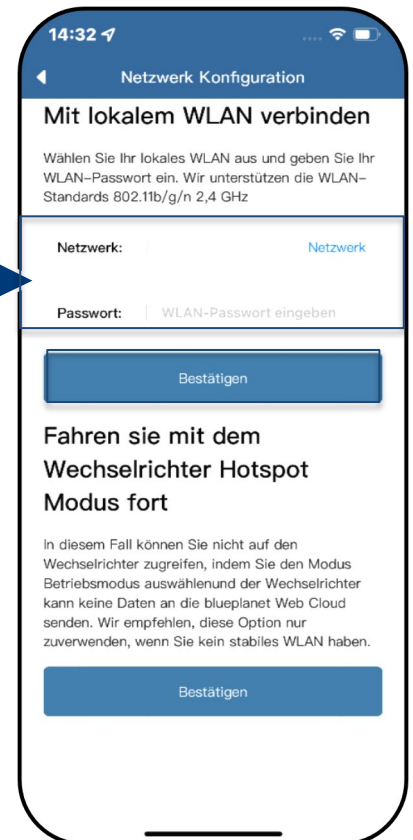 14:32
Netzwerk Konfiguration
Mit lokalem WLAN verbinden
Wählen Sie Ihr lokales WLAN aus und geben Sie Ihr
WLAN-Passwort ein. Wir unterstützen die WLAN-
Standards 802.11b/g/n 2,4 GHz
Netzwerk: Netzwerk
Passwort: WLAN-Passwort eingeben
Bestätigen
Fahren sie mit dem
Wechselrichter Hotspot
Modus fort
In diesem Fall können Sie nicht auf den
Wechselrichter zugreifen, indem Sie den Modus
Betriebsmodus auswählenund der Wechselrichter
kann keine Daten an die blueplanet Web Cloud
senden. Wir empfehlen, diese Option nur
zuverwenden, wenn Sie kein stabiles WLAN haben.
Bestätigen